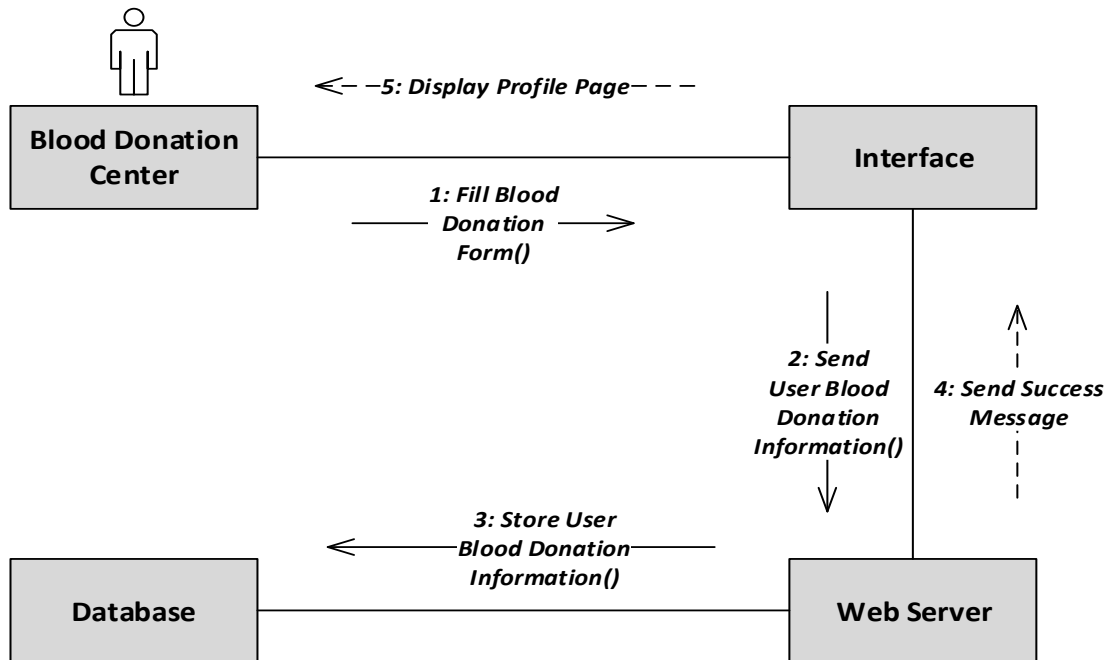 5: Display Profile Page
Blood Donation
Center
Interface
1: Fill Blood
Donation
Form()
2: Send
User Blood
Donation
Information()
4: Send Success
Message
3: Store User
Blood Donation
Information()
Database
Web Server